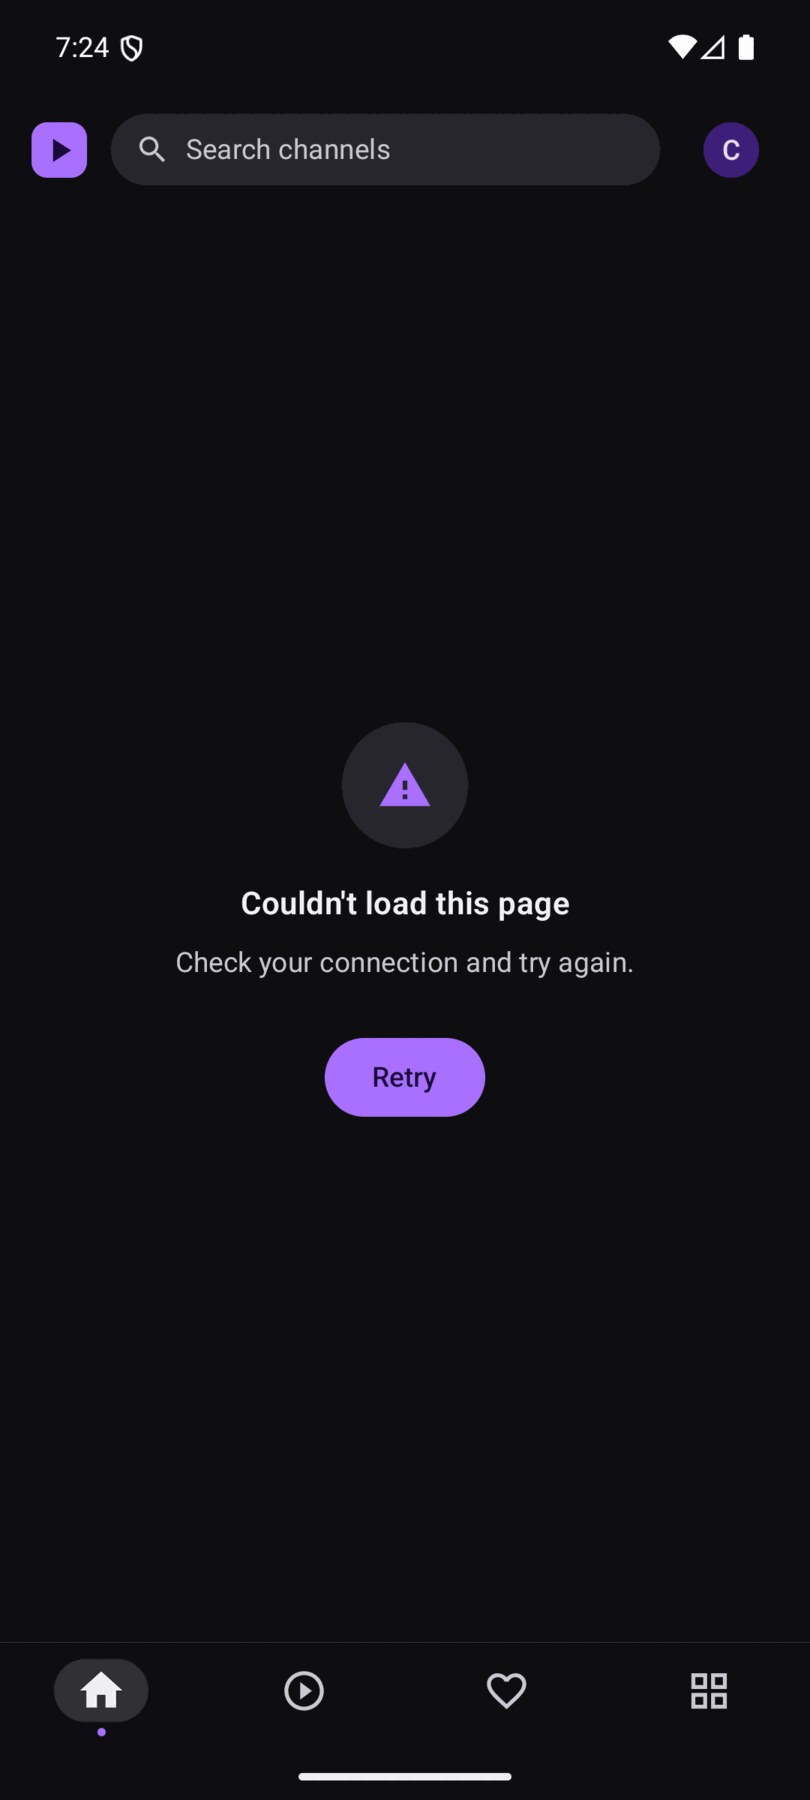 7:24
Search channels
C
Couldn't load this page
Check your connection and try again.
Retry